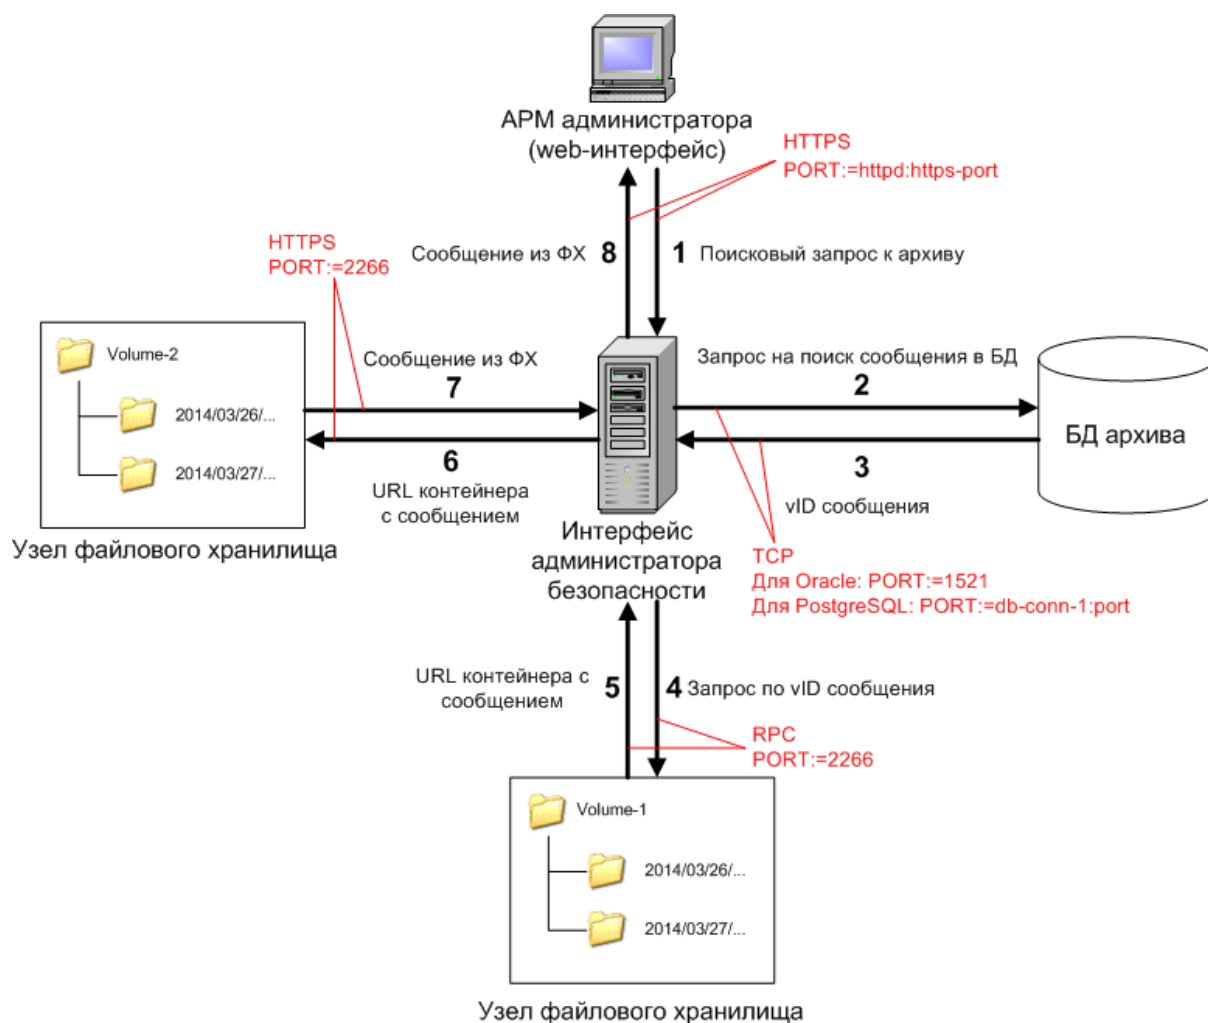 АРМ администратора
(web-интерфейс)
HTTPS
PORT:=httpd:https-port
HTTPS
PORT:=2266
Сообщение из ФХ
8
1
Поисковый запрос к архиву
Volume-2
2014/03/26/...
2014/03/27/...
Узел файлового хранилища
Сообщение из ФХ
7
6
URL контейнера
с сообщением
Запрос на поиск сообщения в БД
2
3
vID сообщения
БД архива
Интерфейс
администратора
безопасности
TCP
Для Oracle: PORT:=1521
Для PostgreSQL: PORT:=db-conn-1:port
URL контейнера с
сообщением
5
4
Запрос по vID сообщения
RPC
PORT:=2266
Volume-1
2014/03/26/...
2014/03/27/...
Узел файлового хранилища